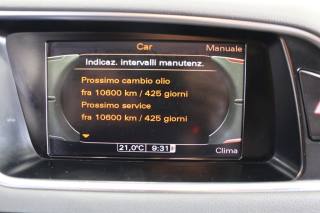 Car
Manuale
Indicaz. intervalli manutenz.
Prossimo cambio olio
fra 10600 km / 425 giorni
Prossimo service
fra 10600 km / 425 giorni
21,0°C 9:31
Clima